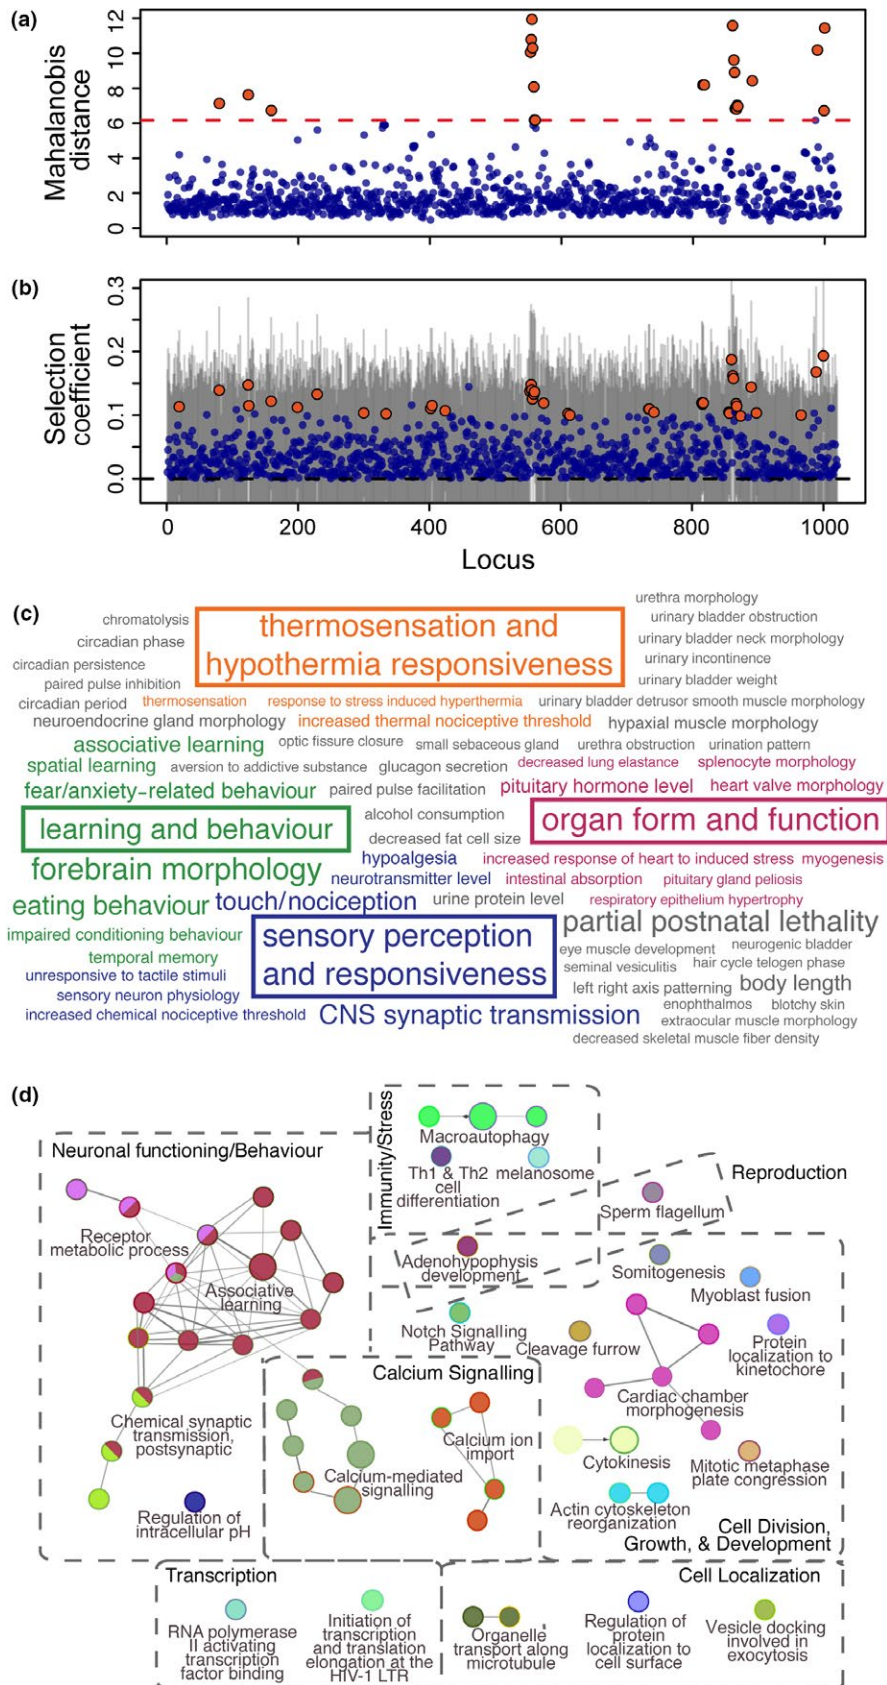 (a)
Mahalanobis
distance
12
10
8
6
4
2
0
(b)
Selection
coefficient
0.3
0.2
0.1
0.0
0 200 400 600 800 1000
Locus
(c)
urethra morphology
chromatolysis
thermosensation and
hypothermia responsiveness
urinary bladder obstruction
circadian phase
urinary bladder neck morphology
circadian persistence
urinary incontinence
paired pulse inhibition
urinary bladder weight
circadian period thermosensation response to stress induced hyperthermia urinary bladder detrusor smooth muscle morphology
neuroendocrine gland morphology increased thermal nociceptive threshold hypaxial muscle morphology
associative learning optic fissure closure small sebaceous gland urethra obstruction urination pattern
spatial learning aversion to addictive substance glucagon secretion decreased lung elastance splenocyte morphology
fear/anxiety-related behaviour paired pulse facilitation pituitary hormone level heart valve morphology
learning and behaviour
alcohol consumption
organ form and function
decreased fat cell size
forebrain morphology
hypoalgesia increased response of heart to induced stress myogenesis
neurotransmitter level intestinal absorption pituitary gland peliosis
eating behaviour touch/nociception urine protein level respiratory epithelium hypertrophy
impaired conditioning behaviour
sensory perception
and responsiveness
partial postnatal lethality
temporal memory
eye muscle development neurogenic bladder
unresponsive to tactile stimuli
seminal vesiculitis hair cycle telogen phase
sensory neuron physiology
left right axis patterning body length
enophthalmos blotchy skin
increased chemical nociceptive threshold CNS synaptic transmission extraocular muscle morphology
decreased skeletal muscle fiber density
(d)
Neuronal functioning/Behaviour
Receptor
metabolic process
Associative
learning
Chemical synaptic
transmission,
postsynaptic
Regulation of
intracellular pH
Immunity/Stress
Macroautophagy
Th1 & Th2
cell
differentiation
melanosome
Reproduction
Sperm flagellum
Adenohypophysis
development
Notch Signalling
Pathway
Calcium Signalling
Calcium ion
import
Calcium-mediated
signalling
Somitogenesis
Myoblast fusion
Cleavage furrow
Protein
localization to
kinetochore
Cardiac chamber
morphogenesis
Cytokinesis
Mitotic metaphase
plate congression
Actin cytoskeleton
reorganization
Cell Division,
Growth, & Development
Transcription
RNA polymerase
II activating
transcription
factor binding
Initiation of
transcription
and translation
elongation at the
HIV-1 LTR
Cell Localization
Organelle
transport along
microtubule
Regulation of
protein
localization to
cell surface
Vesicle docking
involved in
exocytosis